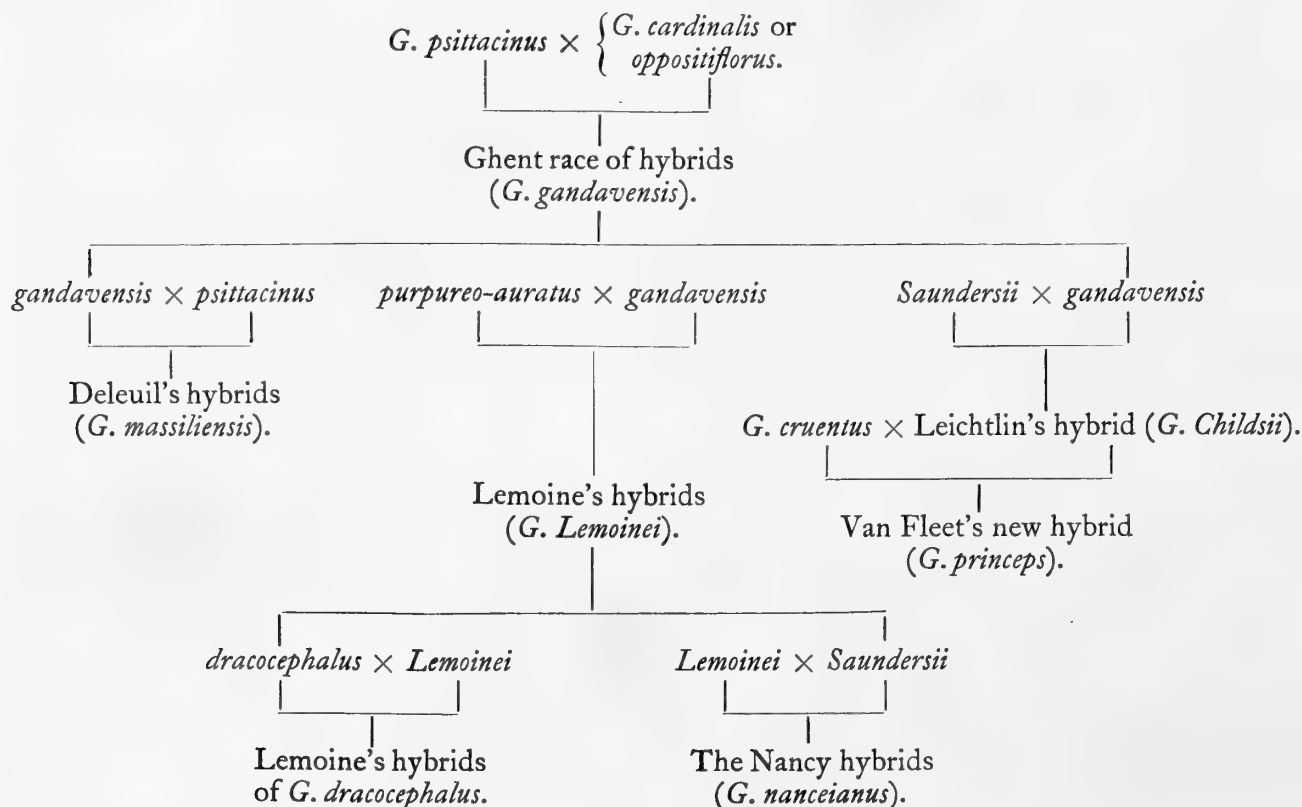 G. psittacinus × { G. cardinalis or
oppositiflorus.
Ghent race of hybrids
(G. gandavensis).
gandavensis × psittacinus
purpureo-auratus × gandavensis
Saundersii × gandavensis
Deleuil's hybrids
(G. massiliensis).
G. cruentus × Leichtlin's hybrid (G. Childsii).
Lemoine's hybrids
(G. Lemoinei).
Van Fleet's new hybrid
(G. princeps).
dracocephalus × Lemoinei
Lemoinei × Saundersii
Lemoine's hybrids
of G. dracocephalus.
The Nancy hybrids
(G. nanceianus).